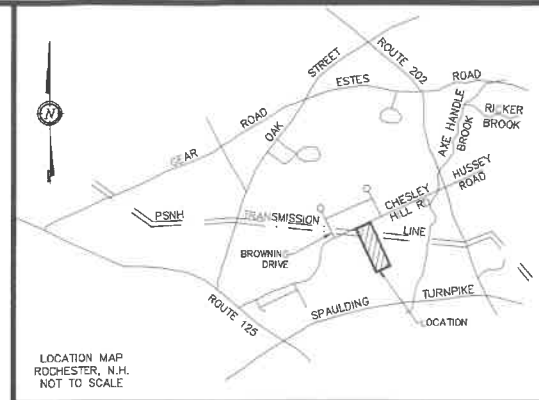 STREET
ROUTE 202
ESTES
ROAD
OAK
ROAD
GEAR
AXE HANDLE
BROOK
RICKER
BROOK
N
CHESLEY
HILL R.
HUSSEY
ROAD
PSNH
TRANSMISSION
LINE
BROWNING
DRIVE
ROUTE 125
SPAULDING
TURNPIKE
LOCATION
LOCATION MAP
ROCHESTER, N.H.
NOT TO SCALE